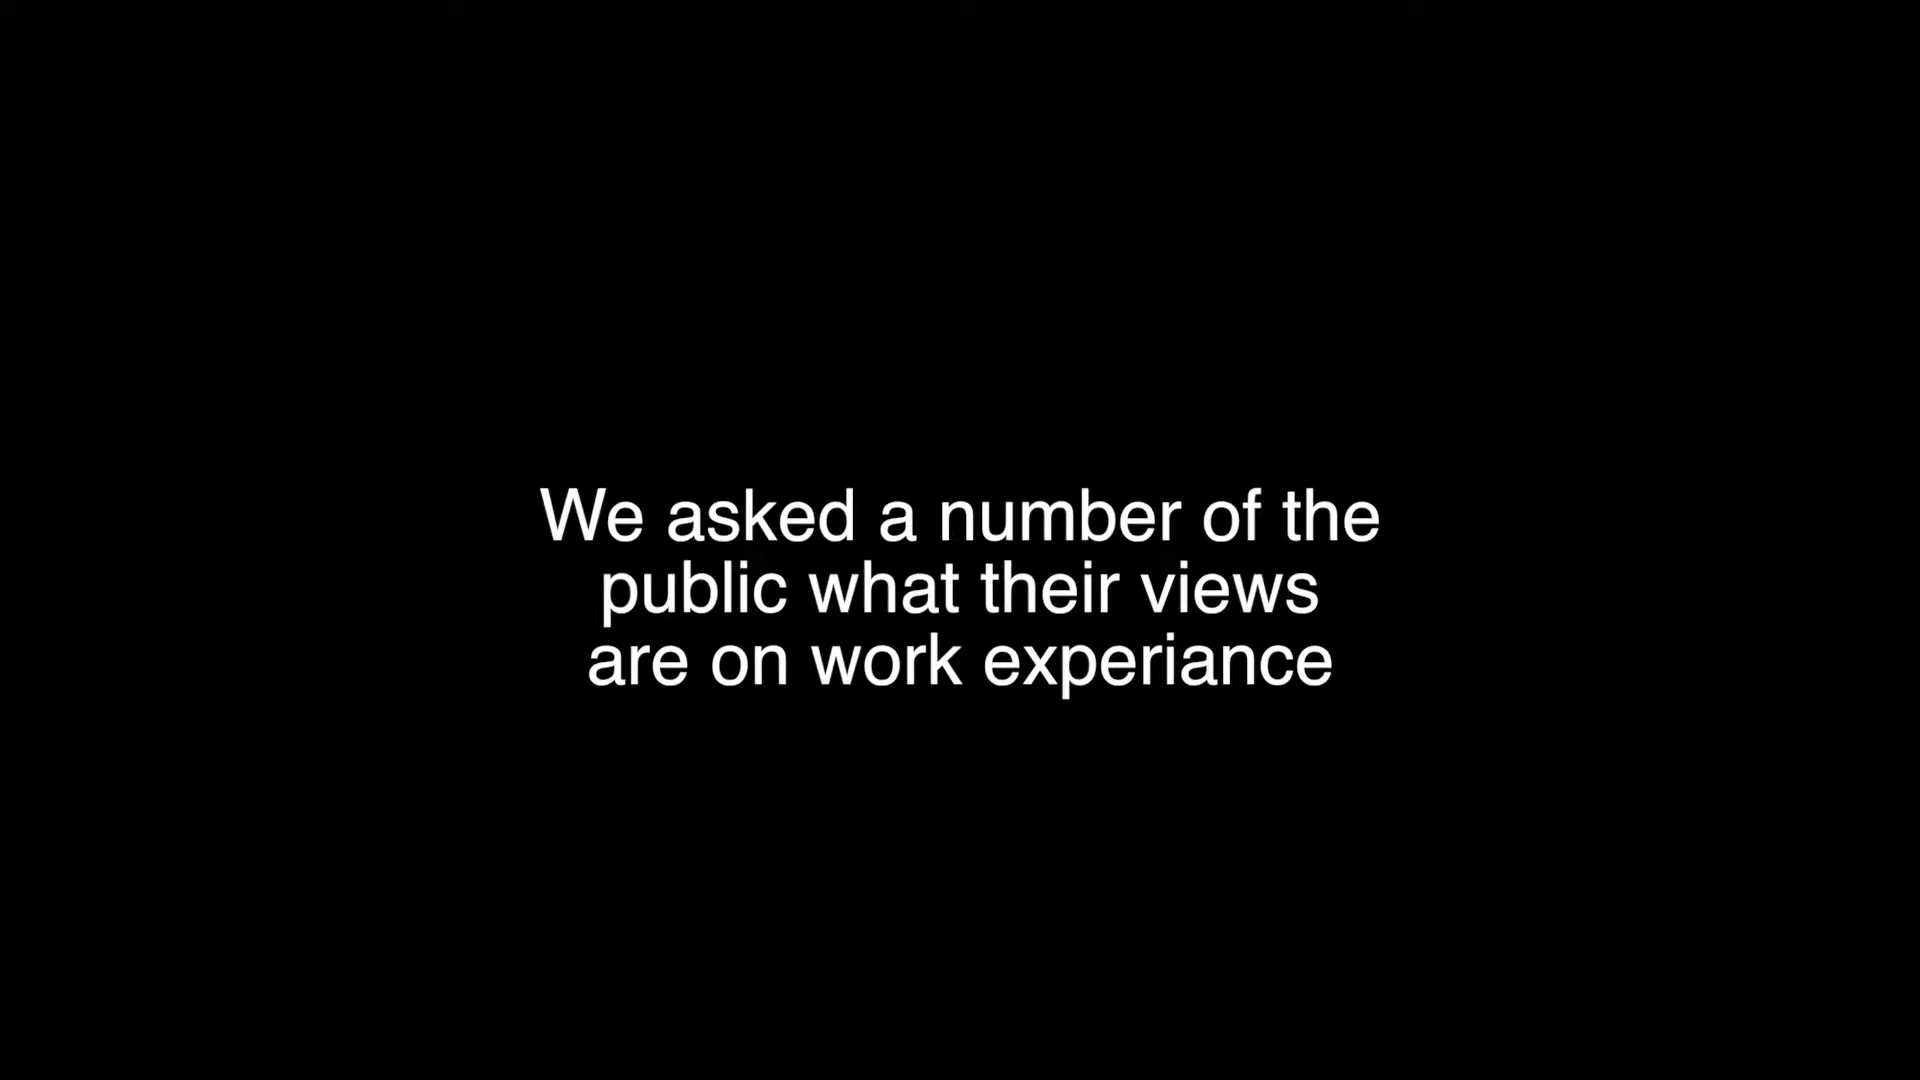 We asked a number of the
public what their views
are on work experiance